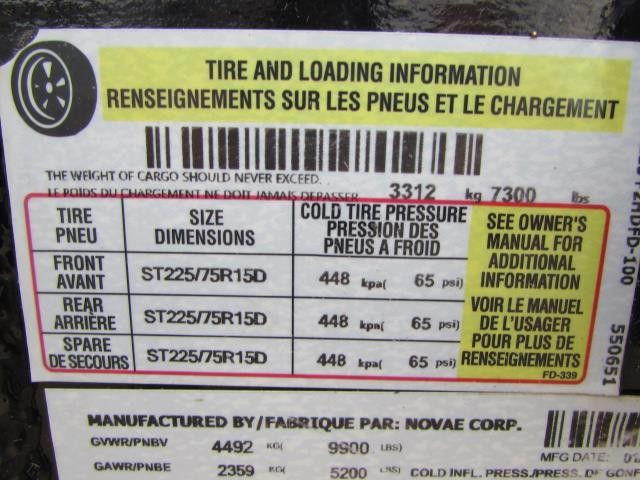 TIRE AND LOADING INFORMATION
RENSEIGNEMENTS SUR LES PNEUS ET LE CHARGEMENT
THE WEIGHT OF CARGO SHOULD NEVER EXCEED.
LE POIDS DU CHARGEMENT NE DOIT JAMAIS DEPASSER 3312 kg 7300 lbs
TIRE
PNEU
SIZE
DIMENSIONS
COLD TIRE PRESSURE
PRESSION DES
PNEUS A FROID
FRONT
AVANT
ST225/75R15D 448 kpa( 65 psi)
REAR
ARRIÈRE
ST225/75R15D 448 kpa( 65 psi)
SPARE
DE SECOURS
ST225/75R15D 448 kpa( 65 psi)
SEE OWNER'S
MANUAL FOR
ADDITIONAL
INFORMATION
VOIR LE MANUEL
DE L'USAGER
POUR PLUS DE
RENSEIGNEMENTS
FD-339
550651
MANUFACTURED BY/FABRIQUE PAR: NOVAE CORP.
GVWR/PNBV 4492 KG( 9900 LBS)
MFG DATE:
GAWR/PNBE 2359 KG( 5200 LBS) COLD INFL. PRESS./PRESS.